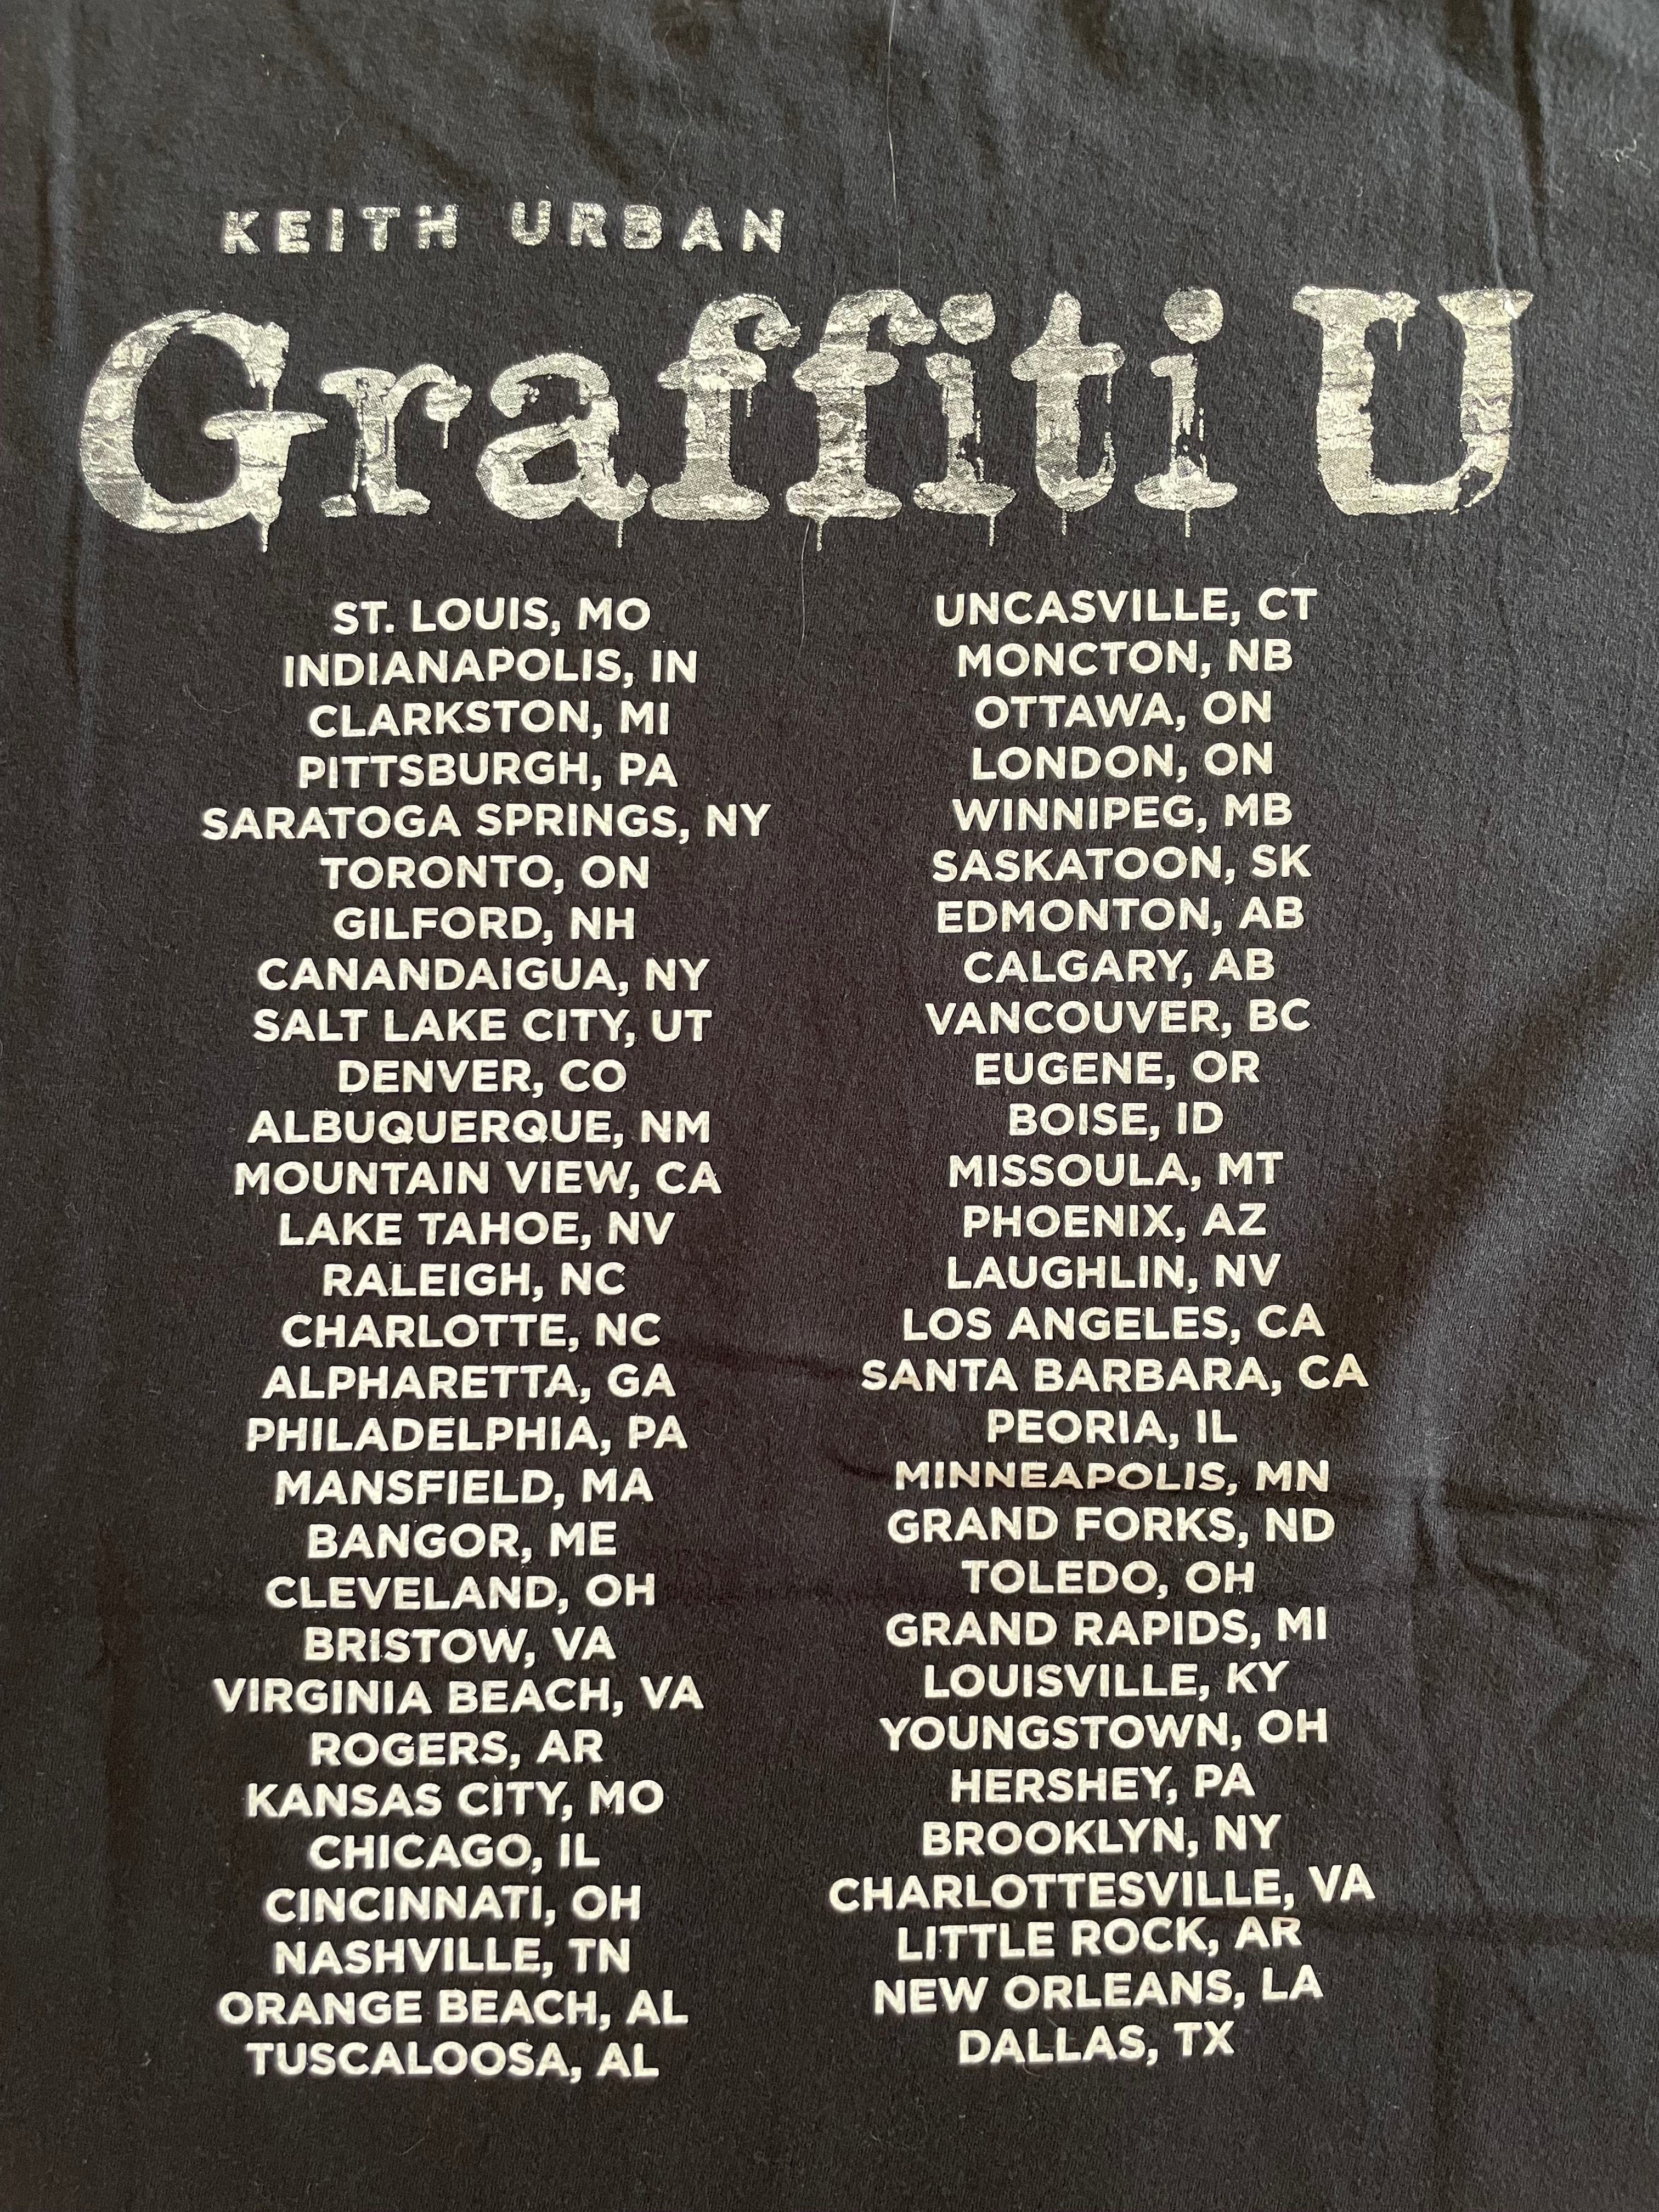 KEITH URBAN
Graffiti U
ST. LOUIS, MO
INDIANAPOLIS, IN
CLARKSTON, MI
PITTSBURGH, PA
SARATOGA SPRINGS, NY
TORONTO, ON
GILFORD, NH
CANANDAIGUA, NY
SALT LAKE CITY, UT
DENVER, CO
ALBUQUERQUE, NM
MOUNTAIN VIEW, CA
LAKE TAHOE, NV
RALEIGH, NC
CHARLOTTE, NC
ALPHARETTA, GA
PHILADELPHIA, PA
MANSFIELD, MA
BANGOR, ME
CLEVELAND, OH
BRISTOW, VA
VIRGINIA BEACH, VA
ROGERS, AR
KANSAS CITY, MO
CHICAGO, IL
CINCINNATI, OH
NASHVILLE, TN
ORANGE BEACH, AL
TUSCALOOSA, AL
UNCASVILLE, CT
MONCTON, NB
OTTAWA, ON
LONDON, ON
WINNIPEG, MB
SASKATOON, SK
EDMONTON, AB
CALGARY, AB
VANCOUVER, BC
EUGENE, OR
BOISE, ID
MISSOULA, MT
PHOENIX, AZ
LAUGHLIN, NV
LOS ANGELES, CA
SANTA BARBARA, CA
PEORIA, IL
MINNEAPOLIS, MN
GRAND FORKS, ND
TOLEDO, OH
GRAND RAPIDS, MI
LOUISVILLE, KY
YOUNGSTOWN, OH
HERSHEY, PA
BROOKLYN, NY
CHARLOTTESVILLE, VA
LITTLE ROCK, AR
NEW ORLEANS, LA
DALLAS, TX